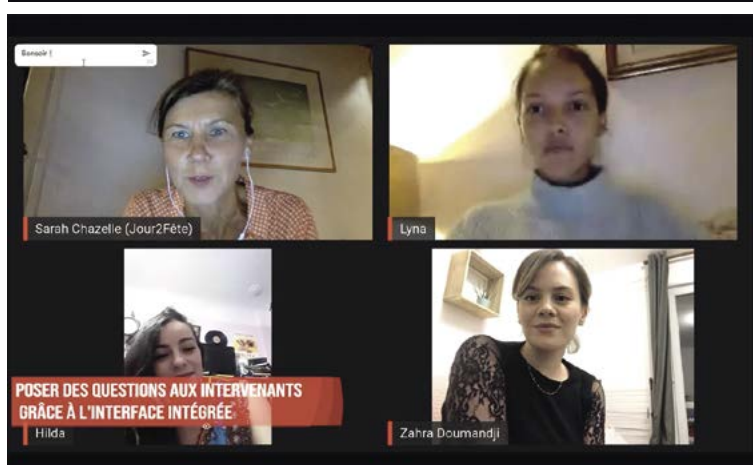 Bonsoir !
Sarah Chazelle (Jour2Fête)
Lyna
POSER DES QUESTIONS AUX INTERVENANTS
GRÂCE À L'INTERFACE INTÉGRÉE
Hilda
Zahra Doumandji